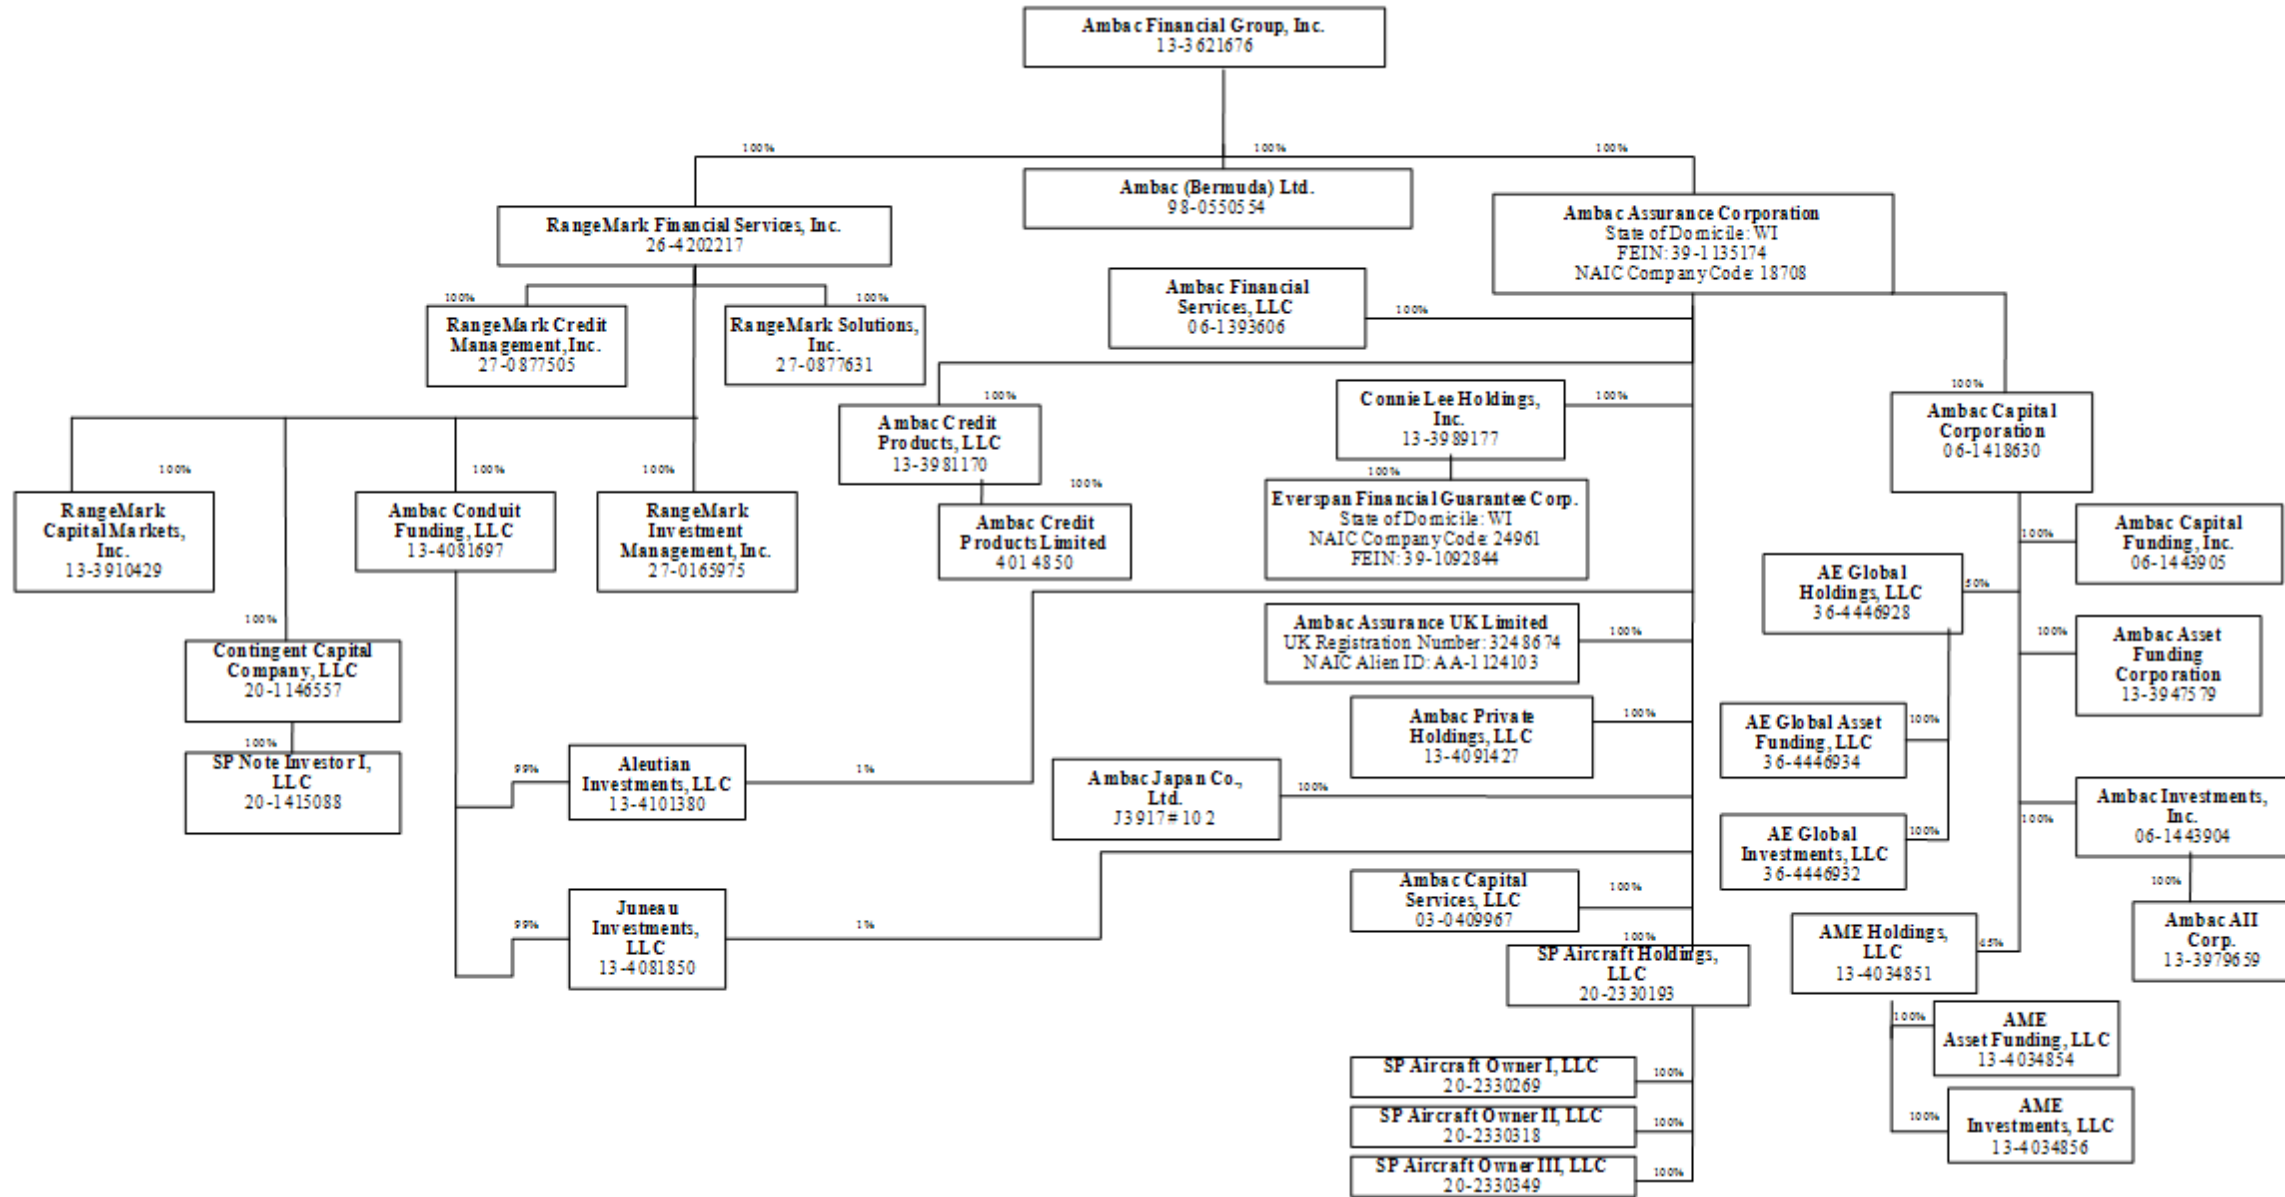 Ambac Financial Group, Inc.
13-3621676
100%
100%
100%
Ambac (Bermuda) Ltd.
98-0550554
RangeMark Financial Services, Inc.
26-4202217
Ambac Assurance Corporation
State of Domicile: WI
FEIN: 39-1135174
NAIC Company Code: 18708
100%
RangeMark Credit
Management, Inc.
27-0877505
100%
RangeMark Solutions,
Inc.
27-0877631
Ambac Financial
Services, LLC
06-1393606
100%
100%
Ambac Credit
Products, LLC
13-3981170
100%
Ambac Credit
Products Limited
4014850
Connie Lee Holdings,
Inc.
13-3989177
100%
100%
Everspan Financial Guarantee Corp.
State of Domicile: WI
NAIC Company Code: 24961
FEIN: 39-1092844
100%
Ambac Capital
Corporation
06-1418630
100%
RangeMark
Capital Markets,
Inc.
13-3910429
100%
Ambac Conduit
Funding, LLC
13-4081697
100%
RangeMark
Investment
Management, Inc.
27-0165975
100%
Contingent Capital
Company, LLC
20-1146557
100%
SP Note Investor I,
LLC
20-1415088
99%
Aleutian
Investments, LLC
13-4101380
1%
99%
Juneau
Investments,
LLC
13-4081850
1%
Ambac Assurance UK Limited
UK Registration Number: 3248674
NAIC Alien ID: AA-1124103
100%
Ambac Private
Holdings, LLC
13-4091427
100%
Ambac Japan Co.,
Ltd.
J3917#102
100%
Ambac Capital
Services, LLC
03-0409967
100%
100%
SP Aircraft Holdings,
LLC
20-2330193
SP Aircraft Owner I, LLC
20-2330269
100%
SP Aircraft Owner II, LLC
20-2330318
100%
SP Aircraft Owner III, LLC
20-2330349
100%
100%
Ambac Capital
Funding, Inc.
06-1443905
AE Global
Holdings, LLC
36-4446928
50%
100%
Ambac Asset
Funding
Corporation
13-3947579
AE Global Asset
Funding, LLC
36-4446934
100%
AE Global
Investments, LLC
36-4446932
100%
100%
Ambac Investments,
Inc.
06-1443904
100%
Ambac AII
Corp.
13-3979659
AME Holdings,
LLC
13-4034851
65%
100%
AME
Asset Funding, LLC
13-4034854
100%
AME
Investments, LLC
13-4034856